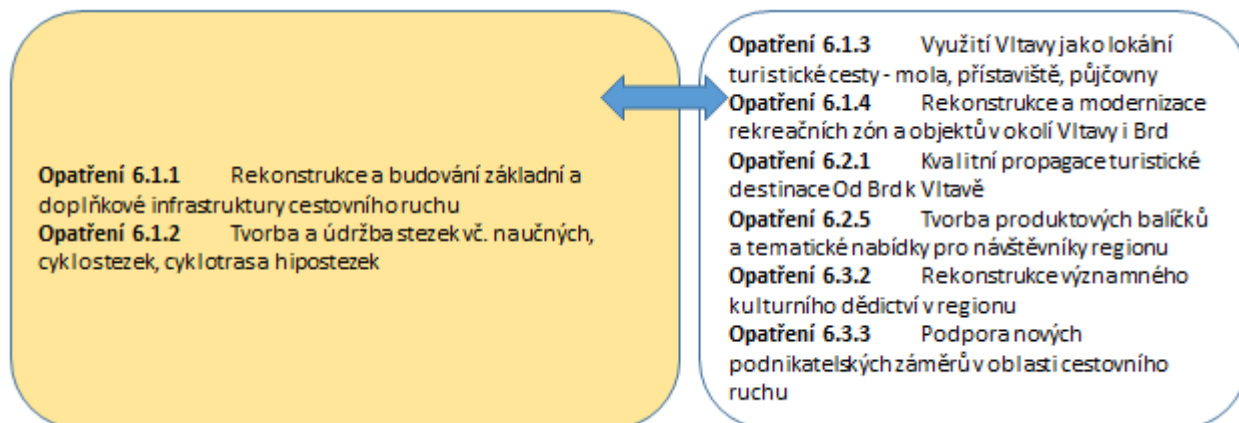 Opatření 6.1.1 Rekonstrukce a budování základní a
doplňkové infrastruktury cestovního ruchu
Opatření 6.1.2 Tvorba a údržba stezek vč. naučných,
cyklostezek, cyklotras a hipostezek
Opatření 6.1.3 Využití Vltavy jako lokální
turistické cesty - mola, přístaviště, půjčovny
Opatření 6.1.4 Rekonstrukce a modernizace
rekreačních zón a objektů v okolí Vltavy i Brd
Opatření 6.2.1 Kvalitní propagace turistické
destinace Od Brd k Vltavě
Opatření 6.2.5 Tvorba produktových balíčků
a tematické nabídky pro návštěvníky regionu
Opatření 6.3.2 Rekonstrukce významného
kulturního dědictví v regionu
Opatření 6.3.3 Podpora nových
podnikatelských záměrů v oblasti cestovního
ruchu